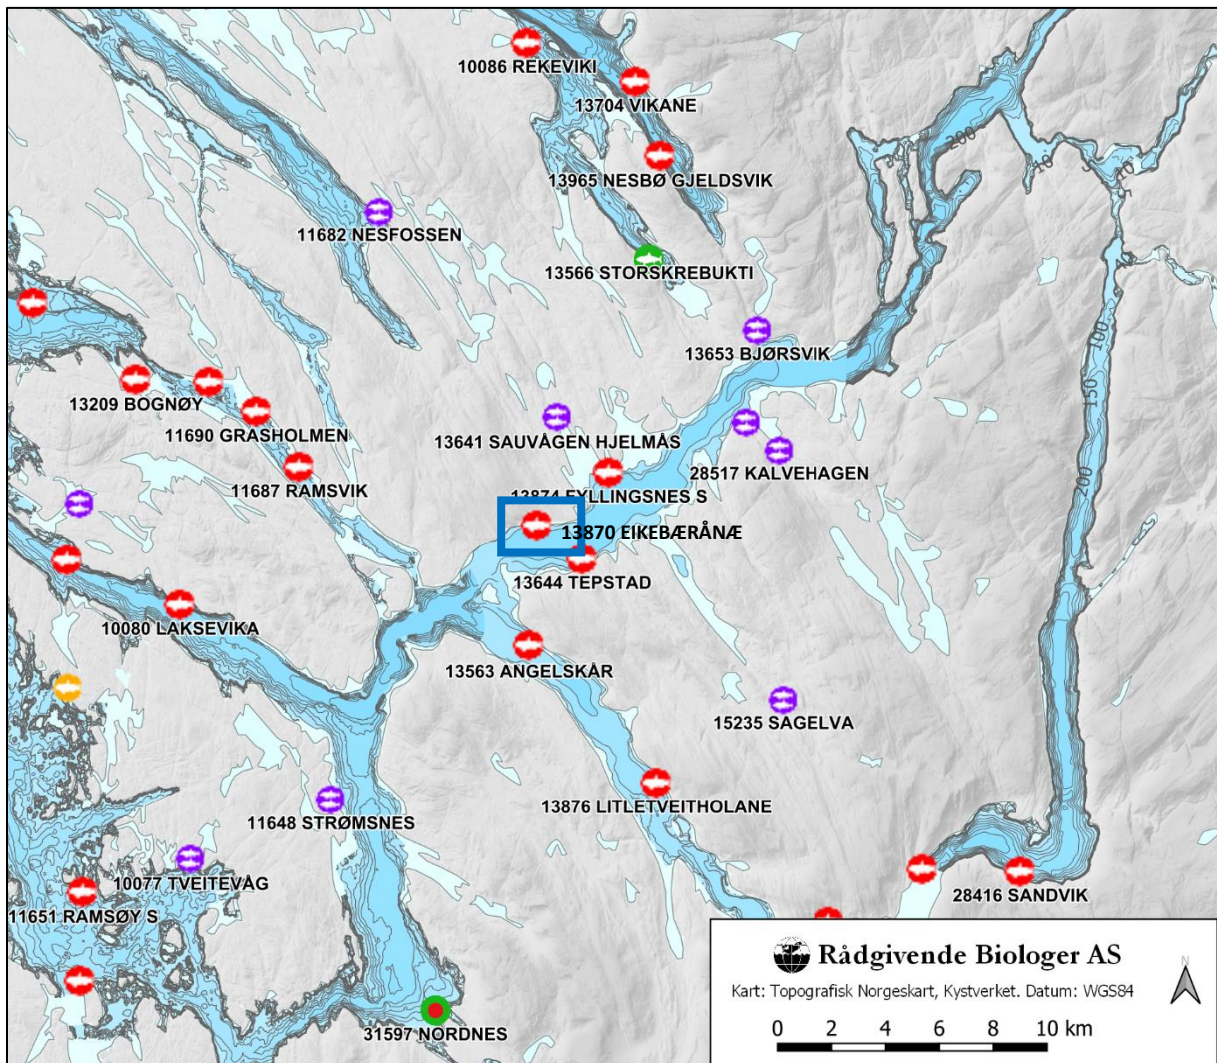 10086 REKEVIKI
13704 VIKANE
200
10
13965 NESBØ GJELDSVIK
11682 NESFOSSEN
13566 STORSKREBUKTI
13653 BJØRSVIK
100
13209 BOGNØY
150
11690 GRASHOLMEN
13641 SAUVÅGEN HJELMÅS
28517 KALVEHAGEN
11687 RAMSVIK
200
13874 FYLLINGSNES S
13870 EIKEBÆRÅNÆ
13644 TEPSTAD
10080 LAKSEVIKA
13563 ANGELSKÅR
15235 SAGELVA
13876 LITLETVEITHOLANE
11648 STRØMSNES
10077 TVEITEVÅG
28416 SANDVIK
11651 RAMSØY S
31597 NORDNES
Rådgivende Biologer AS
N
Kart: Topografisk Norgeskart, Kystverket. Datum: WGS84
0 2 4 6 8 10 km